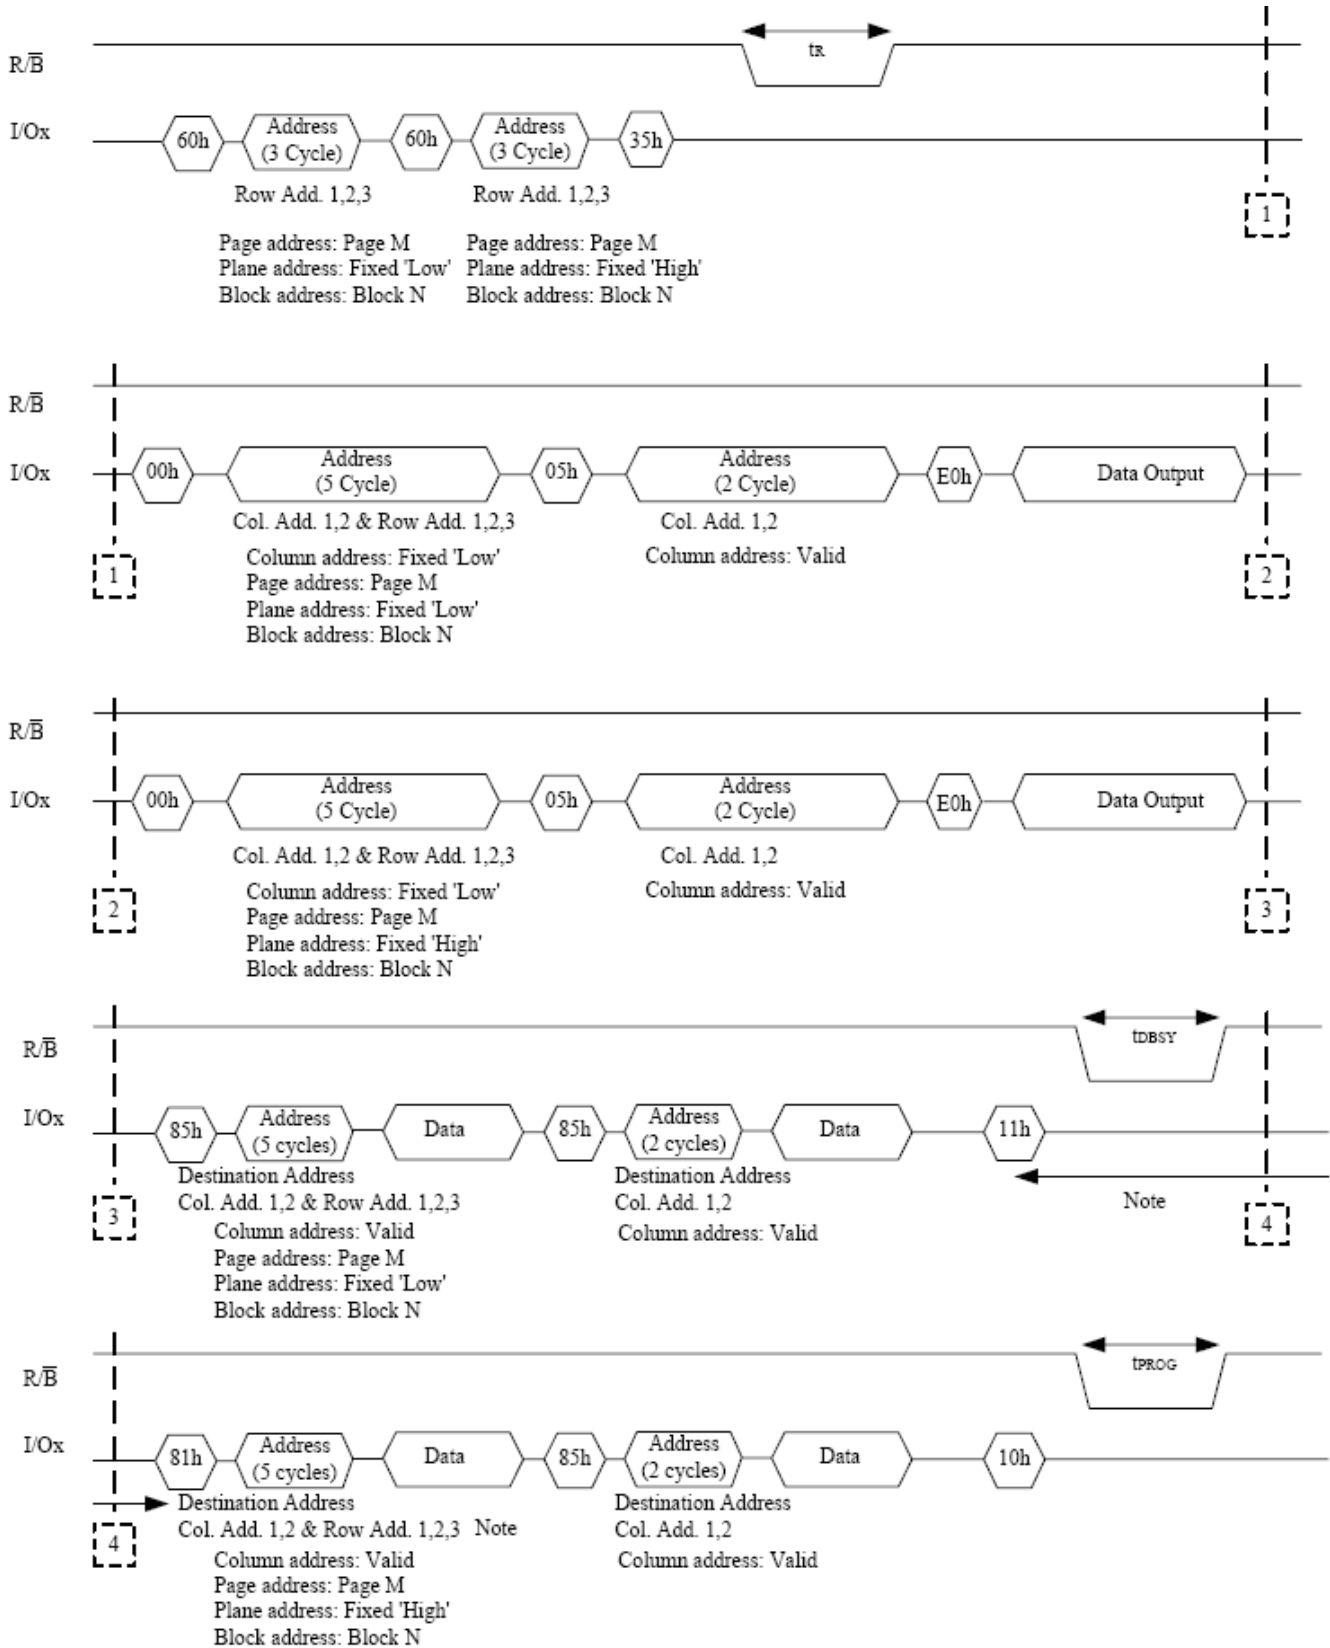 R/B̅
tR
I/Ox
60h
Address
(3 Cycle)
60h
Address
(3 Cycle)
35h
Row Add. 1,2,3
Row Add. 1,2,3
1
Page address: Page M
Plane address: Fixed 'Low'
Block address: Block N
Page address: Page M
Plane address: Fixed 'High'
Block address: Block N
R/B̅
I/Ox
00h
Address
(5 Cycle)
05h
Address
(2 Cycle)
E0h
Data Output
Col. Add. 1,2 & Row Add. 1,2,3
Col. Add. 1,2
1
Column address: Fixed 'Low'
Page address: Page M
Plane address: Fixed 'Low'
Block address: Block N
Column address: Valid
2
R/B̅
I/Ox
00h
Address
(5 Cycle)
05h
Address
(2 Cycle)
E0h
Data Output
Col. Add. 1,2 & Row Add. 1,2,3
Col. Add. 1,2
2
Column address: Fixed 'Low'
Page address: Page M
Plane address: Fixed 'High'
Block address: Block N
Column address: Valid
3
R/B̅
tDBSY
I/Ox
85h
Address
(5 cycles)
Data
85h
Address
(2 cycles)
Data
11h
Destination Address
Col. Add. 1,2 & Row Add. 1,2,3
Column address: Valid
Page address: Page M
Plane address: Fixed 'Low'
Block address: Block N
Destination Address
Col. Add. 1,2
Column address: Valid
Note
3
4
R/B̅
tPROG
I/Ox
81h
Address
(5 cycles)
Data
85h
Address
(2 cycles)
Data
10h
4
Destination Address
Col. Add. 1,2 & Row Add. 1,2,3 Note
Column address: Valid
Page address: Page M
Plane address: Fixed 'High'
Block address: Block N
Destination Address
Col. Add. 1,2
Column address: Valid